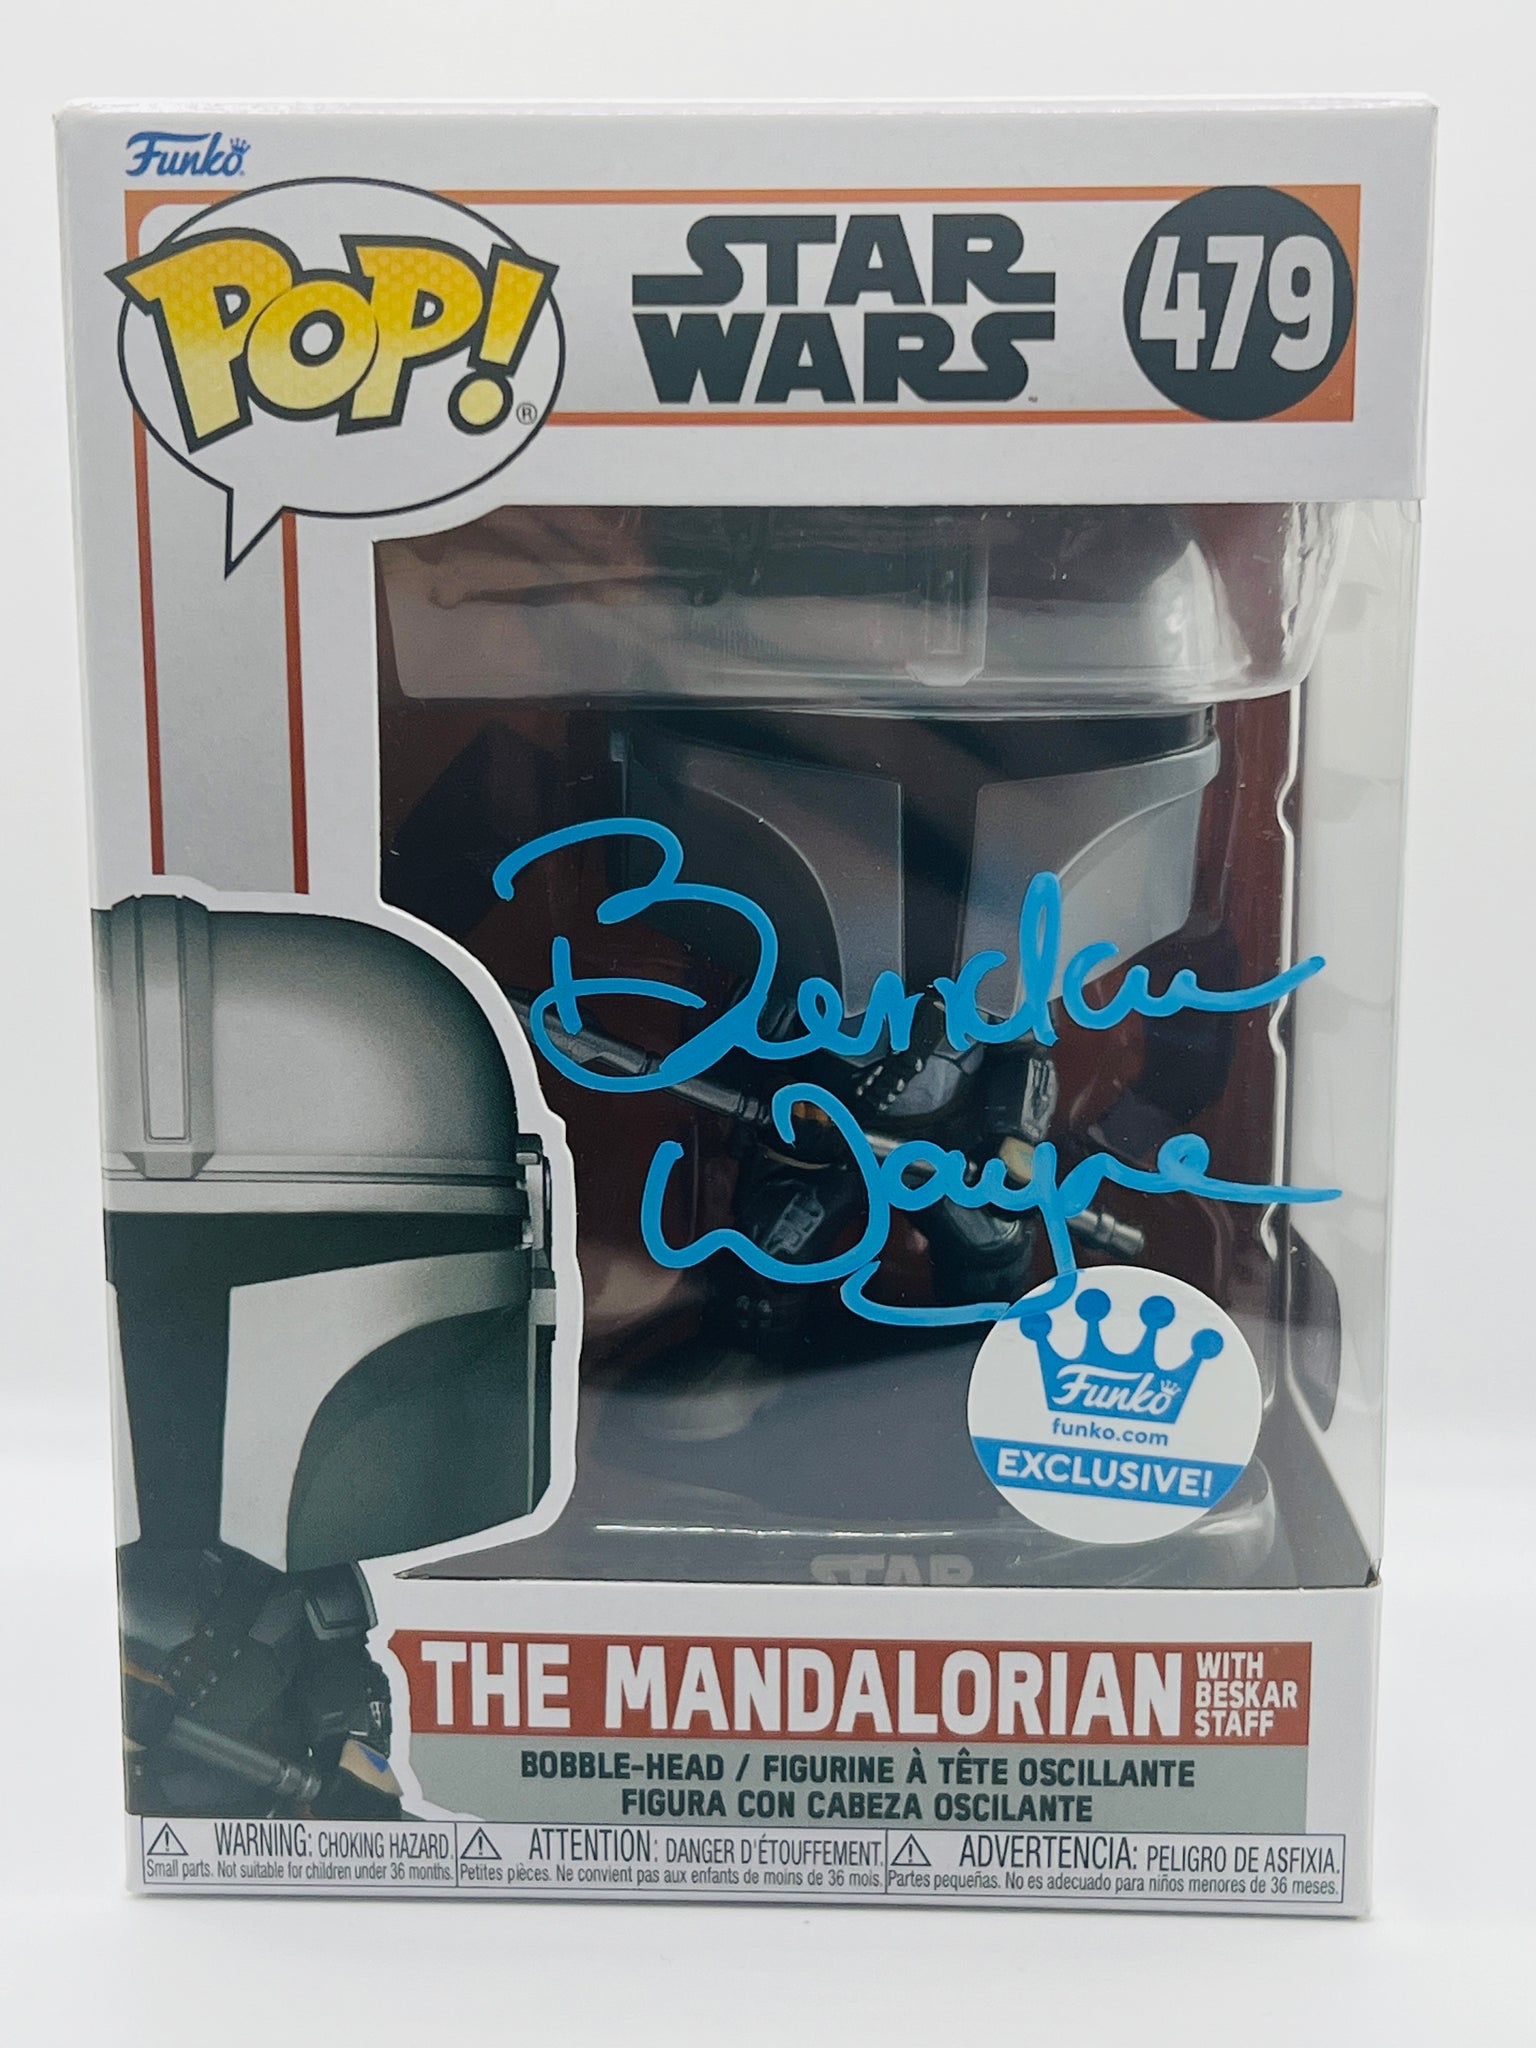 Funko
POP!®
STAR
WARS
479
Brendan
Wayne
Funko
funko.com
EXCLUSIVE!
STAR
THE MANDALORIAN WITH
BESKAR
STAFF
BOBBLE-HEAD / FIGURINE À TÊTE OSCILLANTE
FIGURA CON CABEZA OSCILANTE
WARNING: CHOKING HAZARD.
Small parts. Not suitable for children under 36 months.
ATTENTION: DANGER D'ÉTOUFFEMENT.
Petites pièces. Ne convient pas aux enfants de moins de 36 mois.
ADVERTENCIA: PELIGRO DE ASFIXIA.
Partes pequeñas. No es adecuado para niños menores de 36 meses.